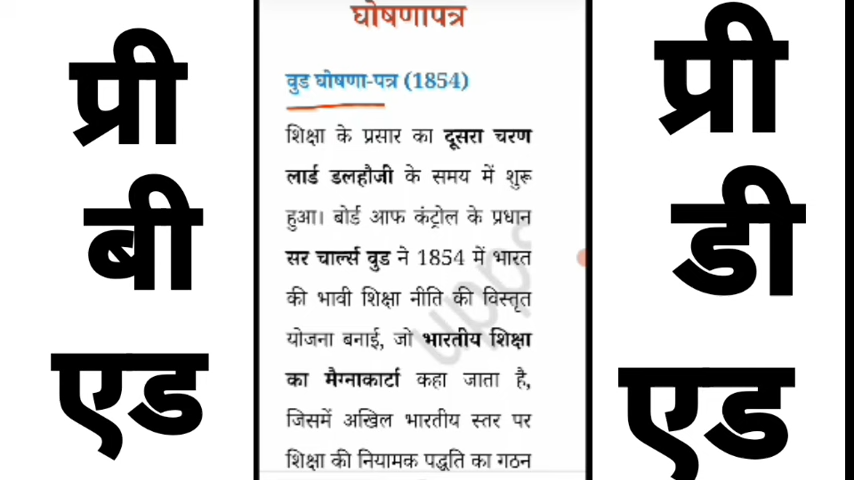 प्री
बी
एड
घोषणापत्र
वुड घोषणा-पत्र (1854)
शिक्षा के प्रसार का दूसरा चरण
लार्ड डलहौजी के समय में शुरू
हुआ। बोर्ड आफ कंट्रोल के प्रधान
सर चार्ल्स वुड ने 1854 में भारत
की भावी शिक्षा नीति की विस्तृत
योजना बनाई, जो भारतीय शिक्षा
का मैग्नाकार्टा कहा जाता है,
जिसमें अखिल भारतीय स्तर पर
शिक्षा की नियामक पद्धति का गठन
प्री
डी
एड